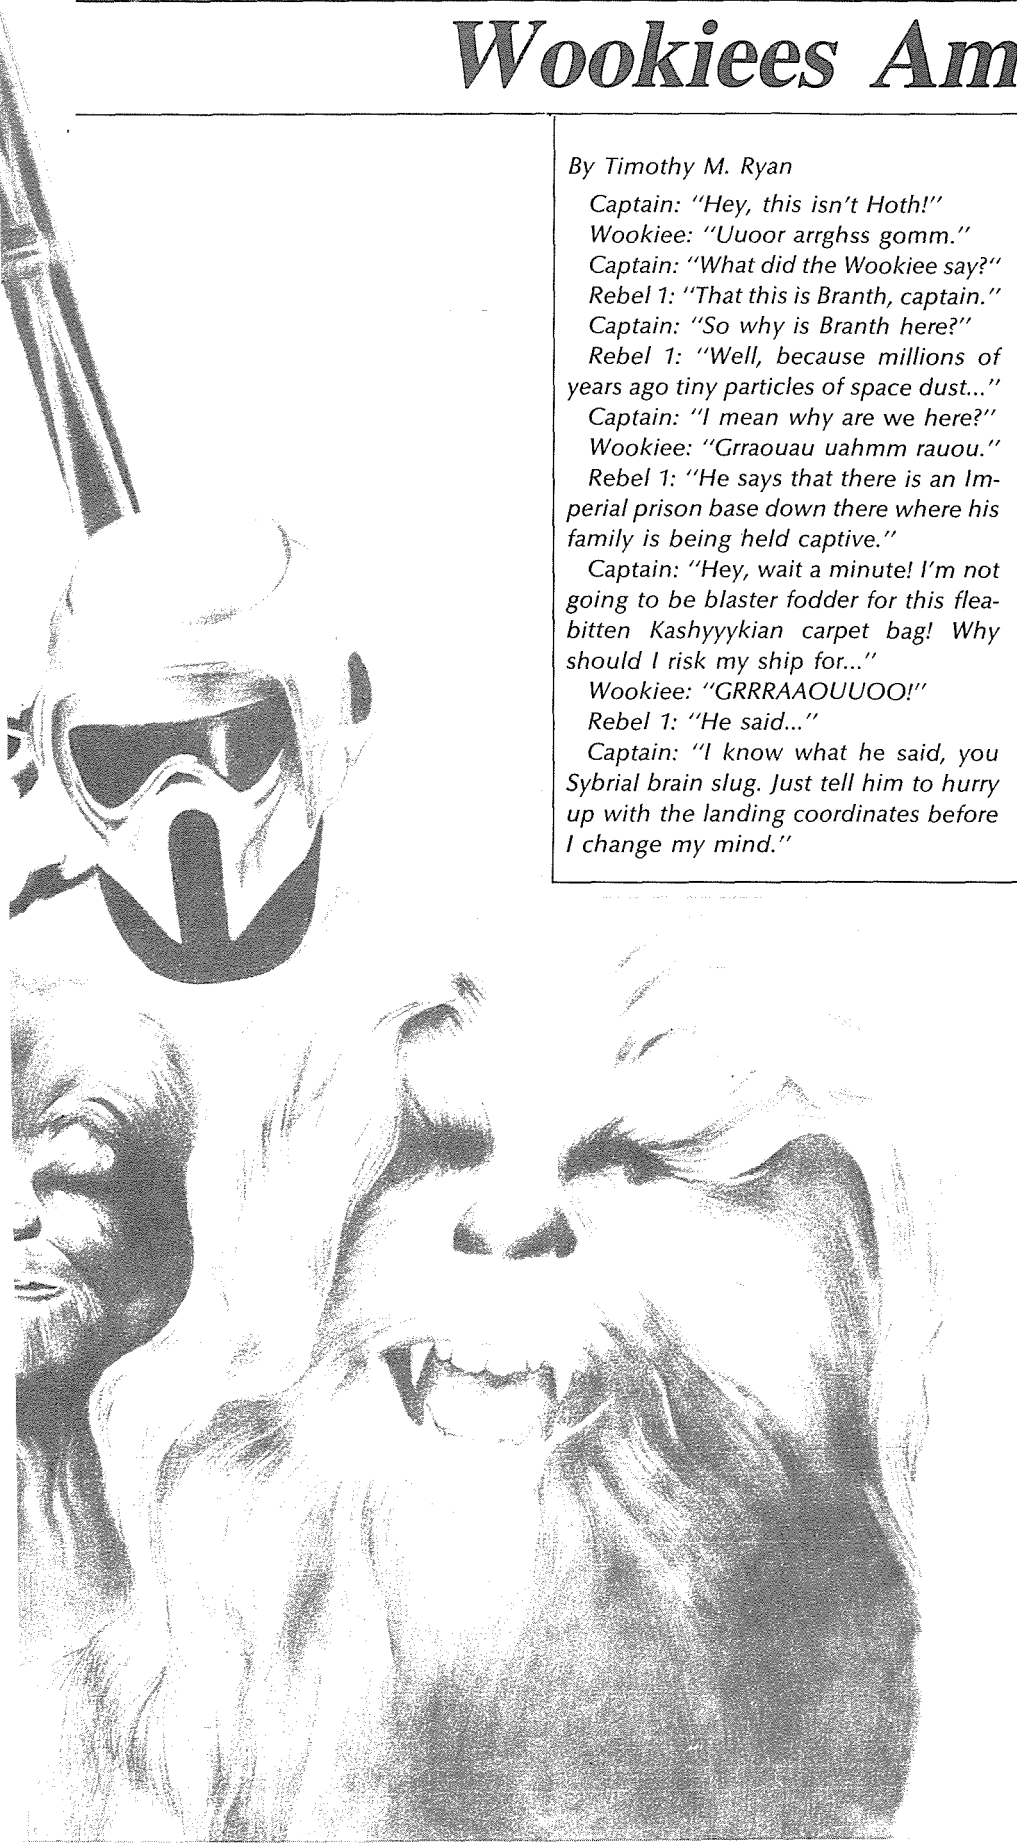 Wookiees Am
By Timothy M. Ryan
Captain: "Hey, this isn't Hoth!"
Wookiee: "Uuoor arrghss gomm."
Captain: "What did the Wookiee say?"
Rebel 1: "That this is Branth, captain."
Captain: "So why is Branth here?"
Rebel 1: "Well, because millions of
years ago tiny particles of space dust..."
Captain: "I mean why are we here?"
Wookiee: "Grraouau uahmm rauou."
Rebel 1: "He says that there is an Im-
perial prison base down there where his
family is being held captive."
Captain: "Hey, wait a minute! I'm not
going to be blaster fodder for this flea-
bitten Kashyyykian carpet bag! Why
should I risk my ship for..."
Wookiee: "GRRRAAOUUOO!"
Rebel 1: "He said..."
Captain: "I know what he said, you
Sybrial brain slug. Just tell him to hurry
up with the landing coordinates before
I change my mind."